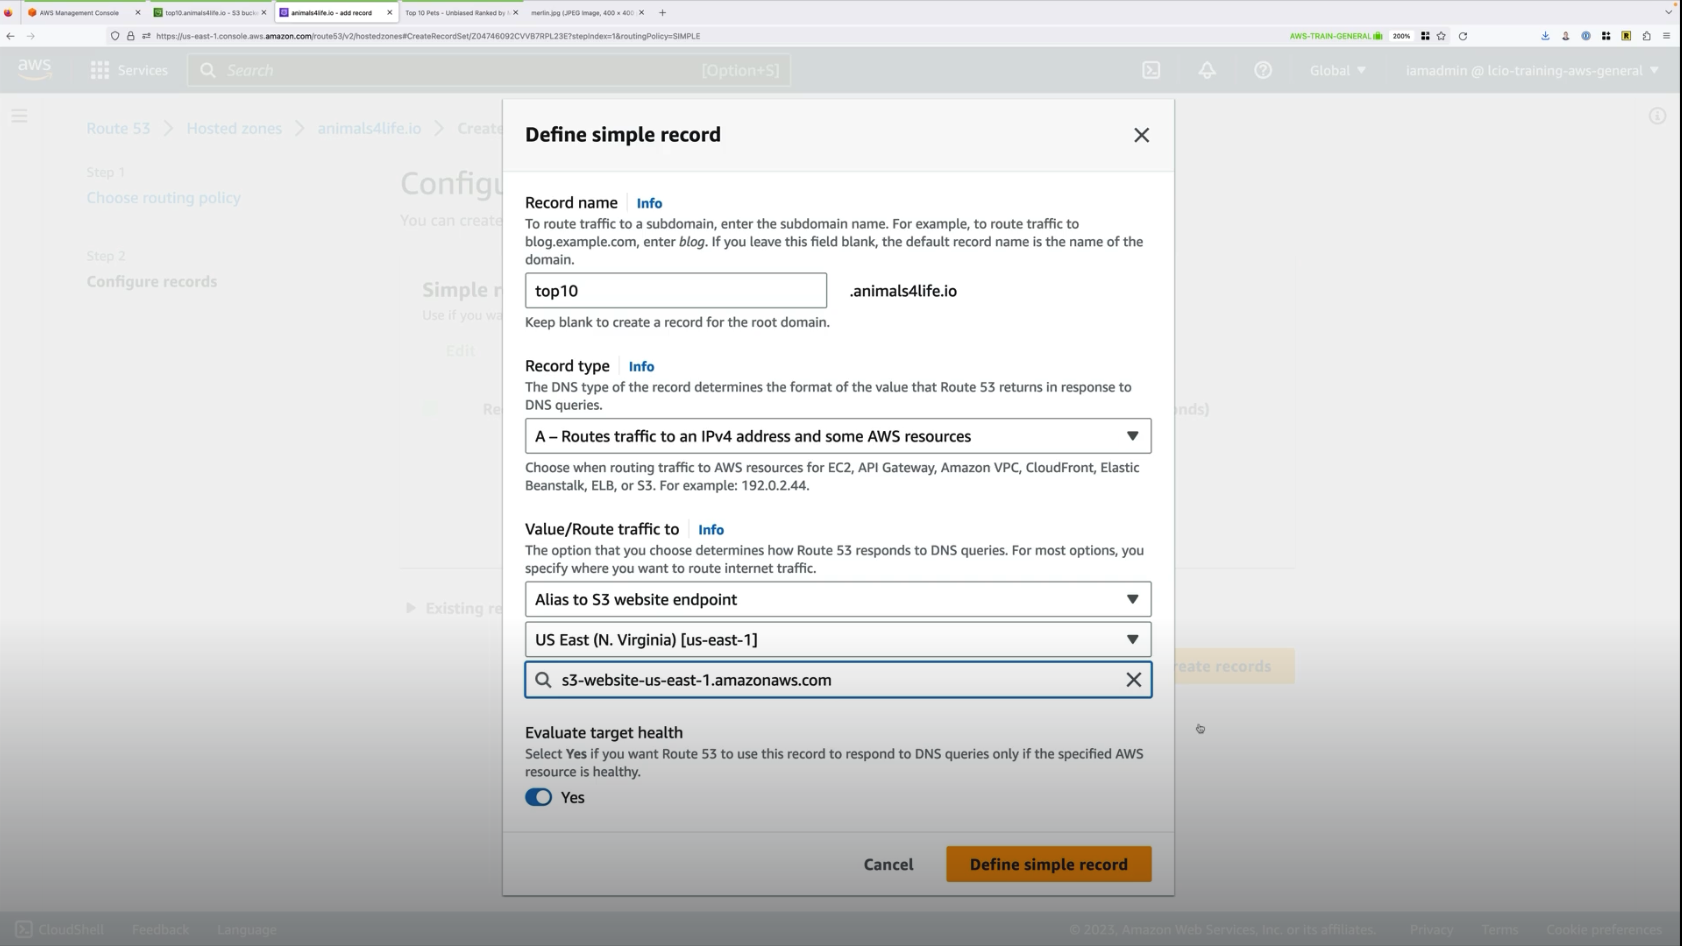 AWS Management Console
top10.animals4life.io - S3 buck
animals4life.io - add record
Top 10 Pets - Unbiased Ranked by
merlin.jpg (JPEG Image, 400 × 400
https://us-east-1.console.aws.amazon.com/route53/v2/hostedzones#CreateRecordSet/Z04746092CVVB7RPL23E?stepIndex=1&routingPolicy=SIMPLE
AWS-TRAIN-GENERAL
200%
aws
Services
Search
[Option+S]
Global
iamadmin @ lcio-training-aws-general
Route 53
Hosted zones
animals4life.io
Create
Step 1
Choose routing policy
Step 2
Configure records
Configu
You can create
Simple r
Use if you wa
Edit
Re
nds)
Existing re
eate records
Define simple record
Record name
Info
To route traffic to a subdomain, enter the subdomain name. For example, to route traffic to
blog.example.com, enter blog. If you leave this field blank, the default record name is the name of the
domain.
top10
.animals4life.io
Keep blank to create a record for the root domain.
Record type
Info
The DNS type of the record determines the format of the value that Route 53 returns in response to
DNS queries.
A – Routes traffic to an IPv4 address and some AWS resources
Choose when routing traffic to AWS resources for EC2, API Gateway, Amazon VPC, CloudFront, Elastic
Beanstalk, ELB, or S3. For example: 192.0.2.44.
Value/Route traffic to
Info
The option that you choose determines how Route 53 responds to DNS queries. For most options, you
specify where you want to route internet traffic.
Alias to S3 website endpoint
US East (N. Virginia) [us-east-1]
s3-website-us-east-1.amazonaws.com
Evaluate target health
Select Yes if you want Route 53 to use this record to respond to DNS queries only if the specified AWS
resource is healthy.
Yes
Cancel
Define simple record
CloudShell
Feedback
Language
© 2023, Amazon Web Services, Inc. or its affiliates.
Privacy
Terms
Cookie preferences